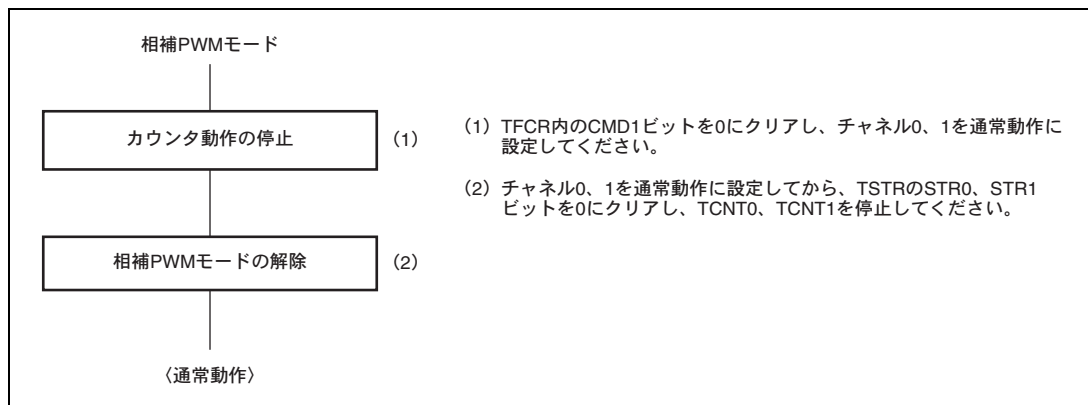 相補PWMモード
カウンタ動作の停止
(1)
(1) TFCR内のCMD1ビットを0にクリアし、チャネル0、1を通常動作に
設定してください。
(2) チャネル0、1を通常動作に設定してから、TSTRのSTR0、STR1
ビットを0にクリアし、TCNT0、TCNT1を停止してください。
相補PWMモードの解除
(2)
〈通常動作〉